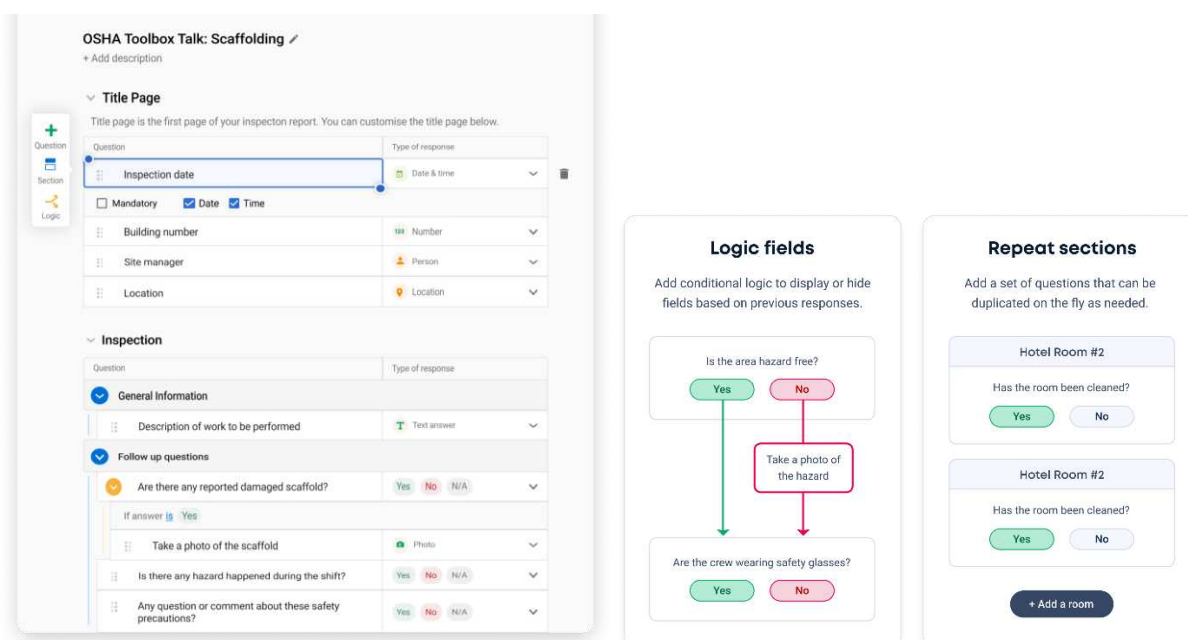 OSHA Toolbox Talk: Scaffolding
+ Add description
Title Page
Title page is the first page of your inspecton report. You can customise the title page below.
Question
Type of response
Inspection date
Date & time
Mandatory
Date
Time
Building number
123 Number
Site manager
Person
Location
Location
Question
Section
Logic
Inspection
Question
Type of response
General Information
Description of work to be performed
T Text answer
Follow up questions
Are there any reported damaged scaffold?
Yes No N/A
If answer is Yes
Take a photo of the scaffold
Photo
Is there any hazard happened during the shift?
Yes No N/A
Any question or comment about these safety
precautions?
Yes No N/A
Logic fields
Add conditional logic to display or hide
fields based on previous responses.
Is the area hazard free?
Yes No
Take a photo of
the hazard
Are the crew wearing safety glasses?
Yes No
Repeat sections
Add a set of questions that can be
duplicated on the fly as needed.
Hotel Room #2
Has the room been cleaned?
Yes No
Hotel Room #2
Has the room been cleaned?
Yes No
+ Add a room